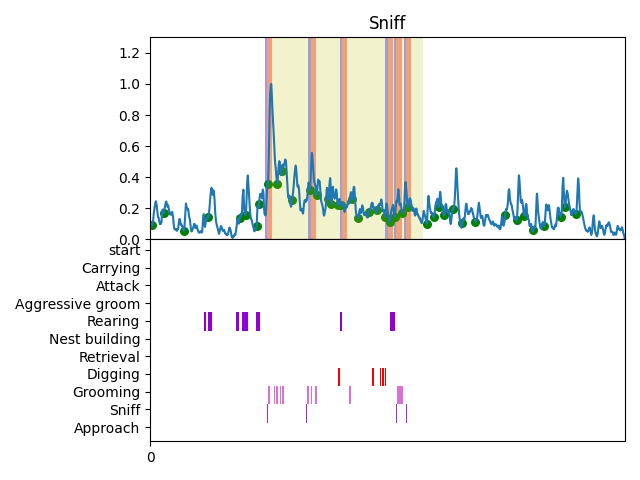 Sniff
1.2
1.0
0.8
0.6
0.4
0.2
0.0
start
Carrying
Attack
Aggressive groom
Rearing
Nest building
Retrieval
Digging
Grooming
Sniff
Approach
0